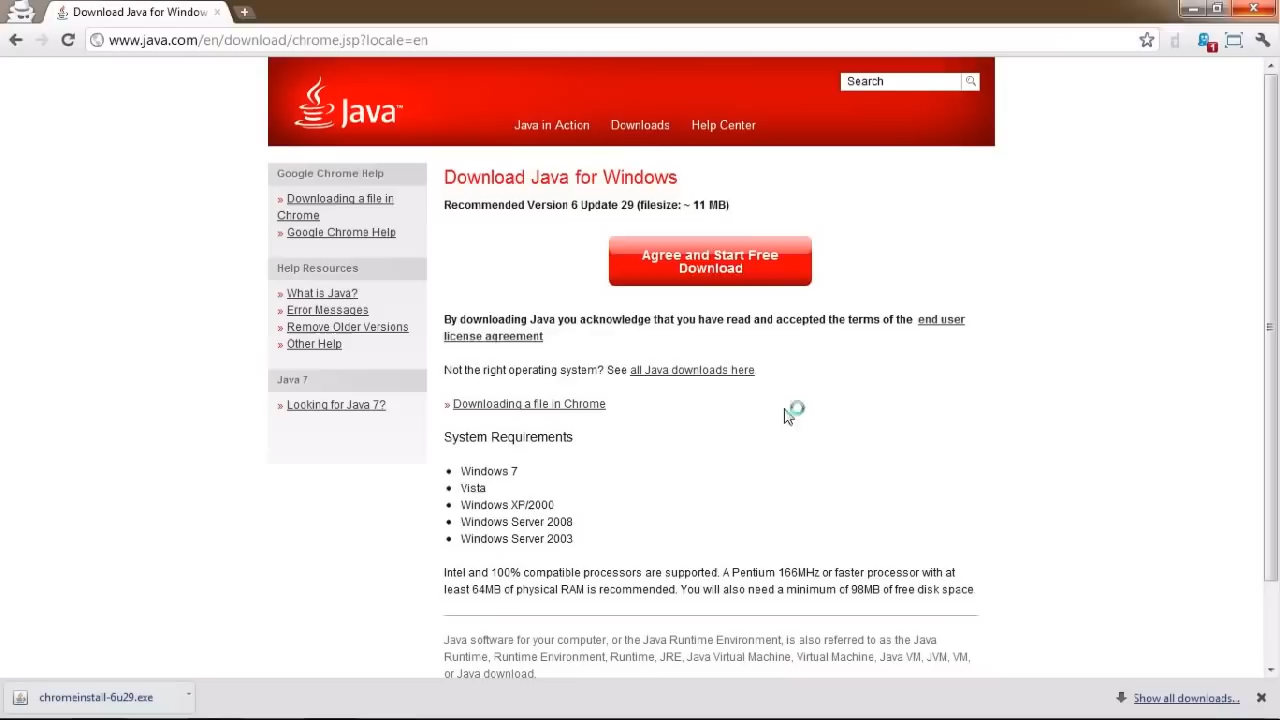 Download Java for Window
www.java.com/en/download/chrome.jsp?locale=en
1
Java™
Search
Java in Action Downloads Help Center
Google Chrome Help
» Downloading a file in
Chrome
» Google Chrome Help
Help Resources
» What is Java?
» Error Messages
» Remove Older Versions
» Other Help
Java 7
» Looking for Java 7?
Download Java for Windows
Recommended Version 6 Update 29 (filesize: ~ 11 MB)
Agree and Start Free
Download
By downloading Java you acknowledge that you have read and accepted the terms of the end user
license agreement
Not the right operating system? See all Java downloads here
» Downloading a file in Chrome
System Requirements
• Windows 7
• Vista
• Windows XP/2000
• Windows Server 2008
• Windows Server 2003
Intel and 100% compatible processors are supported. A Pentium 166MHz or faster processor with at
least 64MB of physical RAM is recommended. You will also need a minimum of 98MB of free disk space
Java software for your computer, or the Java Runtime Environment, is also referred to as the Java
Runtime, Runtime Environment, Runtime, JRE, Java Virtual Machine, Virtual Machine, Java VM, JVM, VM,
or Java download.
chromeinstall-6u29.exe
Show all downloads...